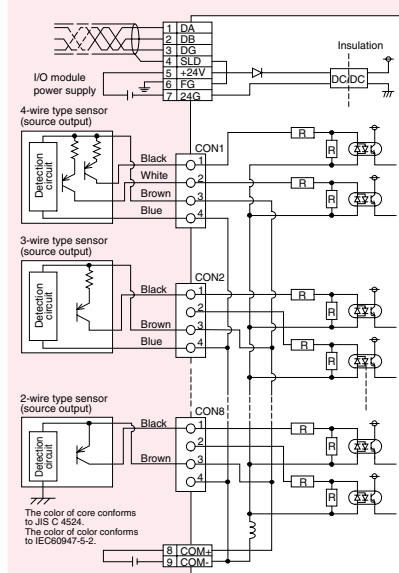 1 DA
2 DB
3 DG
4 SLD
5 +24V
6 FG
7 24G
Insulation
DC/DC
I/O module
power supply
4-wire type sensor
(source output)
Detection
circuit
Black
White
Brown
Blue
CON1
1
2
3
4
R
R
R
R
3-wire type sensor
(source output)
Detection
circuit
Black
Brown
Blue
CON2
1
2
3
4
R
R
R
R
2-wire type sensor
(source output)
Detection
circuit
Black
Brown
CON8
1
2
3
4
R
R
R
R
The color of core conforms
to JIS C 4524.
The color of color conforms
to IEC60947-5-2.
8 COM+
9 COM-